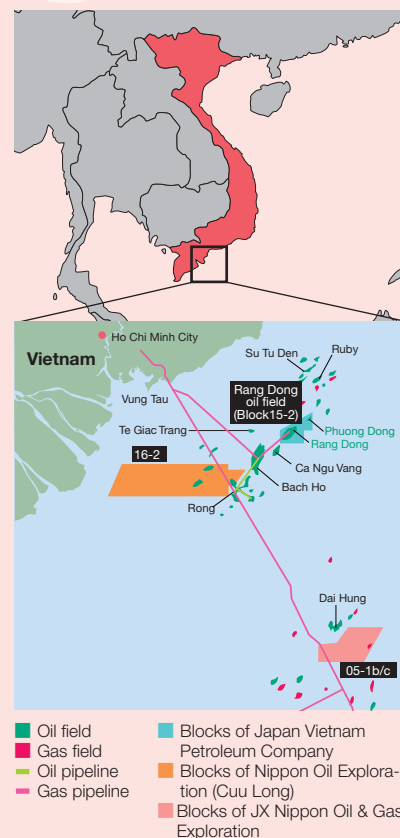 Ho Chi Minh City
Vietnam
Su Tu Den
Ruby
Rang Dong
oil field
(Block15-2)
Vung Tau
Te Giac Trang
Phuong Dong
Rang Dong
16-2
Ca Ngu Vang
Bach Ho
Rong
Dai Hung
05-1b/c
Oil field
Gas field
Oil pipeline
Gas pipeline
Blocks of Japan Vietnam
Petroleum Company
Blocks of Nippon Oil Explora-
tion (Cuu Long)
Blocks of JX Nippon Oil & Gas
Exploration